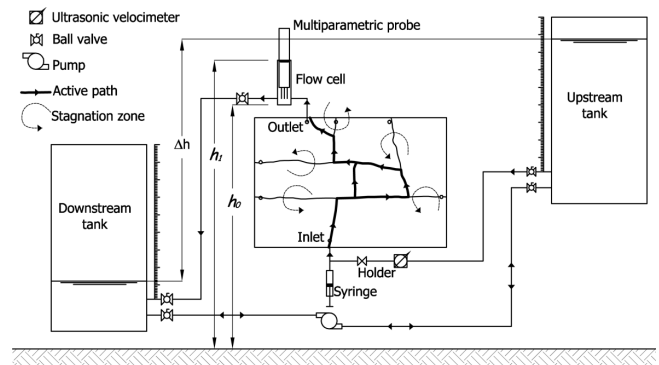 Ultrasonic velocimeter
Ball valve
Pump
Active path
Stagnation zone
Multiparametric probe
Flow cell
Upstream
tank
Outlet
Δh
h₁
h₀
Downstream
tank
Inlet
Holder
Syringe